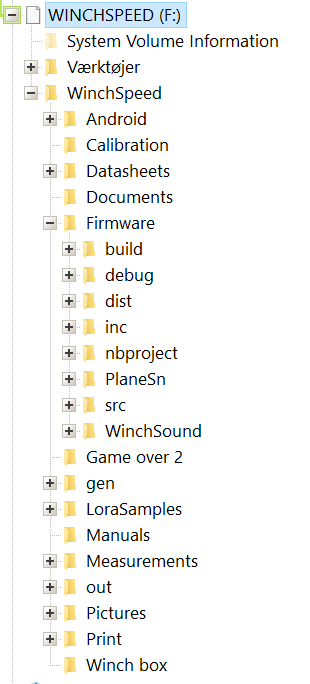 WINCHSPEED (F:)
System Volume Information
Værktøjer
WinchSpeed
Android
Calibration
Datasheets
Documents
Firmware
build
debug
dist
inc
nbproject
PlaneSn
src
WinchSound
Game over 2
gen
LoraSamples
Manuals
Measurements
out
Pictures
Print
Winch box